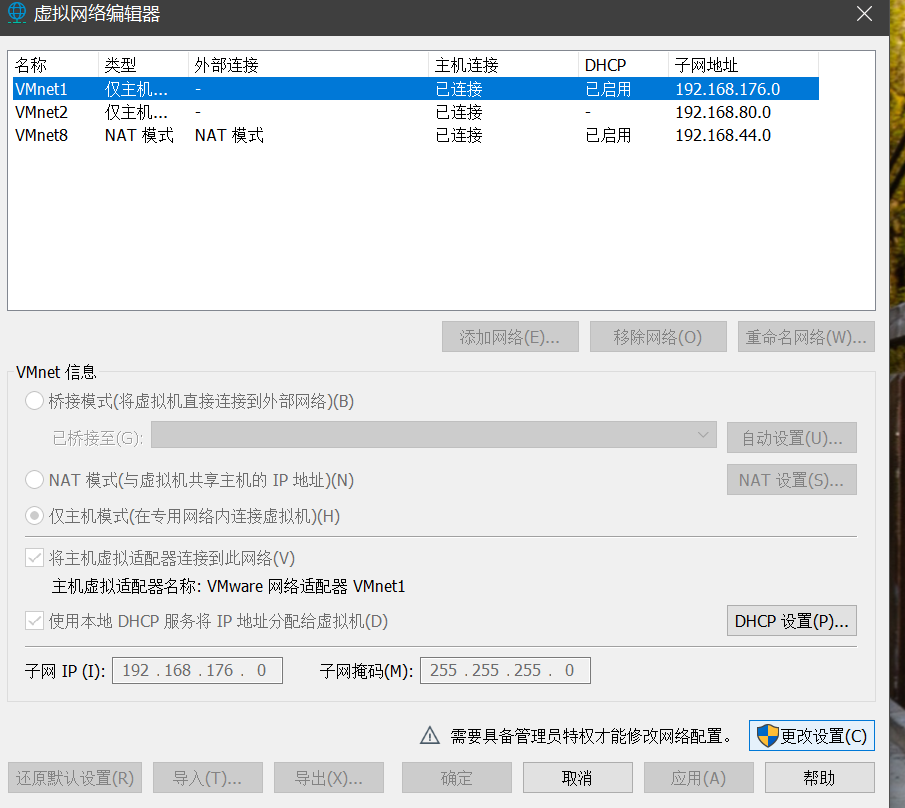 虚拟网络编辑器
名称 类型 外部连接 主机连接 DHCP 子网地址
VMnet1 仅主机... - 已连接 已启用 192.168.176.0
VMnet2 仅主机... - 已连接 - 192.168.80.0
VMnet8 NAT 模式 NAT 模式 已连接 已启用 192.168.44.0
添加网络(E)... 移除网络(O) 重命名网络(W)...
VMnet 信息
桥接模式(将虚拟机直接连接到外部网络)(B)
已桥接至(G): 自动设置(U)...
NAT 模式(与虚拟机共享主机的 IP 地址)(N) NAT 设置(S)...
仅主机模式(在专用网络内连接虚拟机)(H)
将主机虚拟适配器连接到此网络(V)
主机虚拟适配器名称: VMware 网络适配器 VMnet1
使用本地 DHCP 服务将 IP 地址分配给虚拟机(D) DHCP 设置(P)...
子网 IP (I): 192 . 168 . 176 . 0 子网掩码(M): 255 . 255 . 255 . 0
需要具备管理员特权才能修改网络配置。 更改设置(C)
还原默认设置(R) 导入(T)... 导出(X)... 确定 取消 应用(A) 帮助